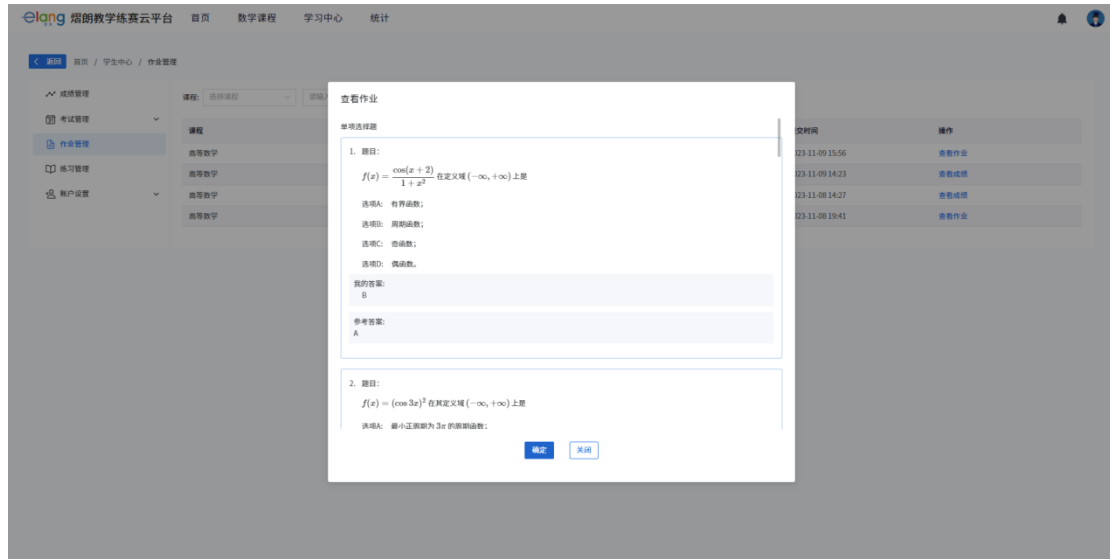 elang 熠朗教学练赛云平台 首页 数学课程 学习中心 统计
返回 首页 / 学生中心 / 作业管理
成绩管理
考试管理
作业管理
练习管理
账户设置
课程: 选择课程 请输入
课程 交时间 操作
高等数学 023-11-09 15:56 查看作业
高等数学 023-11-09 14:23 查看成绩
高等数学 023-11-08 14:27 查看成绩
高等数学 023-11-08 19:41 查看作业
查看作业
单项选择题
1. 题目:
f(x) = cos(x + 2) / (1 + x²) 在定义域 (−∞, +∞) 上是
选项A: 有界函数;
选项B: 周期函数;
选项C: 奇函数;
选项D: 偶函数。
我的答案:
B
参考答案:
A
2. 题目:
f(x) = (cos 3x)² 在其定义域 (−∞, +∞) 上是
选项A: 最小正周期为 3π 的周期函数;
确定 关闭